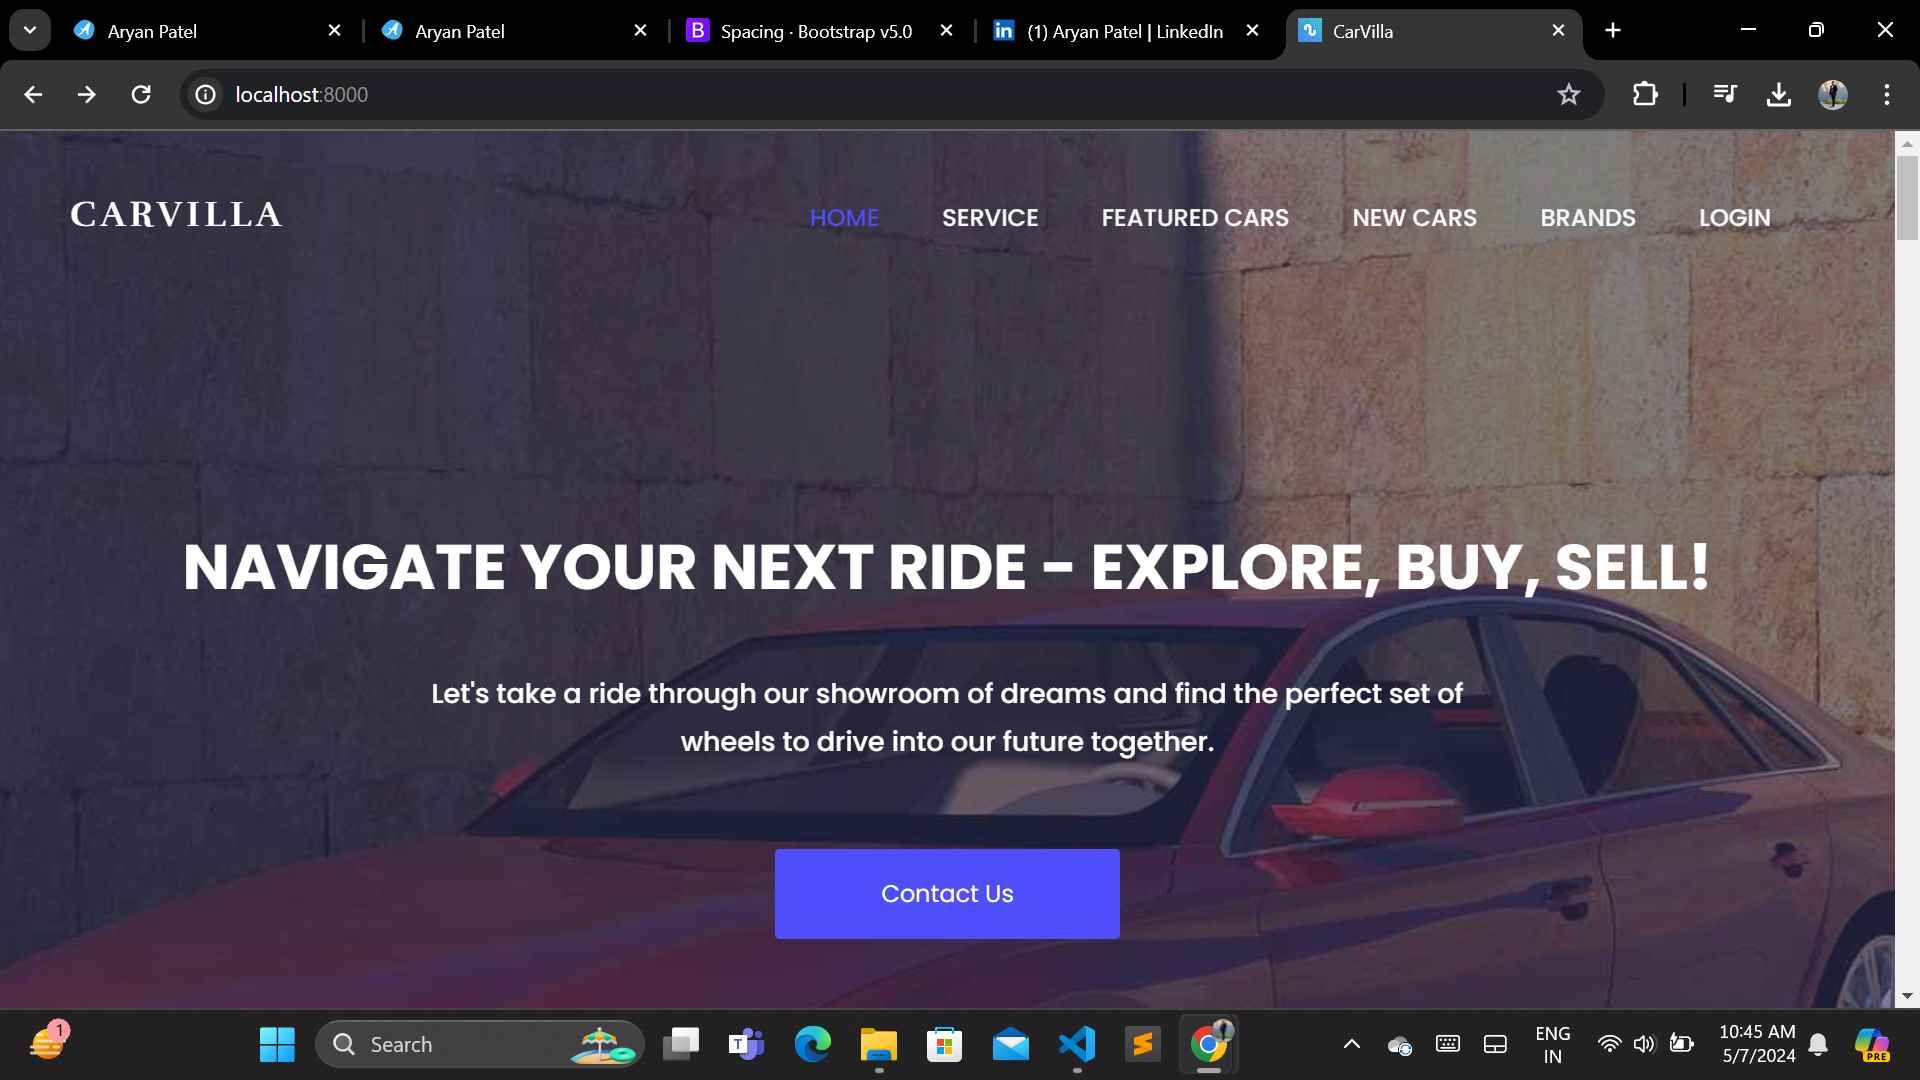 Aryan Patel
Aryan Patel
B Spacing · Bootstrap v5.0
in (1) Aryan Patel | LinkedIn
CarVilla
localhost:8000
CARVILLA
HOME SERVICE FEATURED CARS NEW CARS BRANDS LOGIN
NAVIGATE YOUR NEXT RIDE - EXPLORE, BUY, SELL!
Let's take a ride through our showroom of dreams and find the perfect set of
wheels to drive into our future together.
Contact Us
1
Search
T
ENG
IN
10:45 AM
5/7/2024
PRE